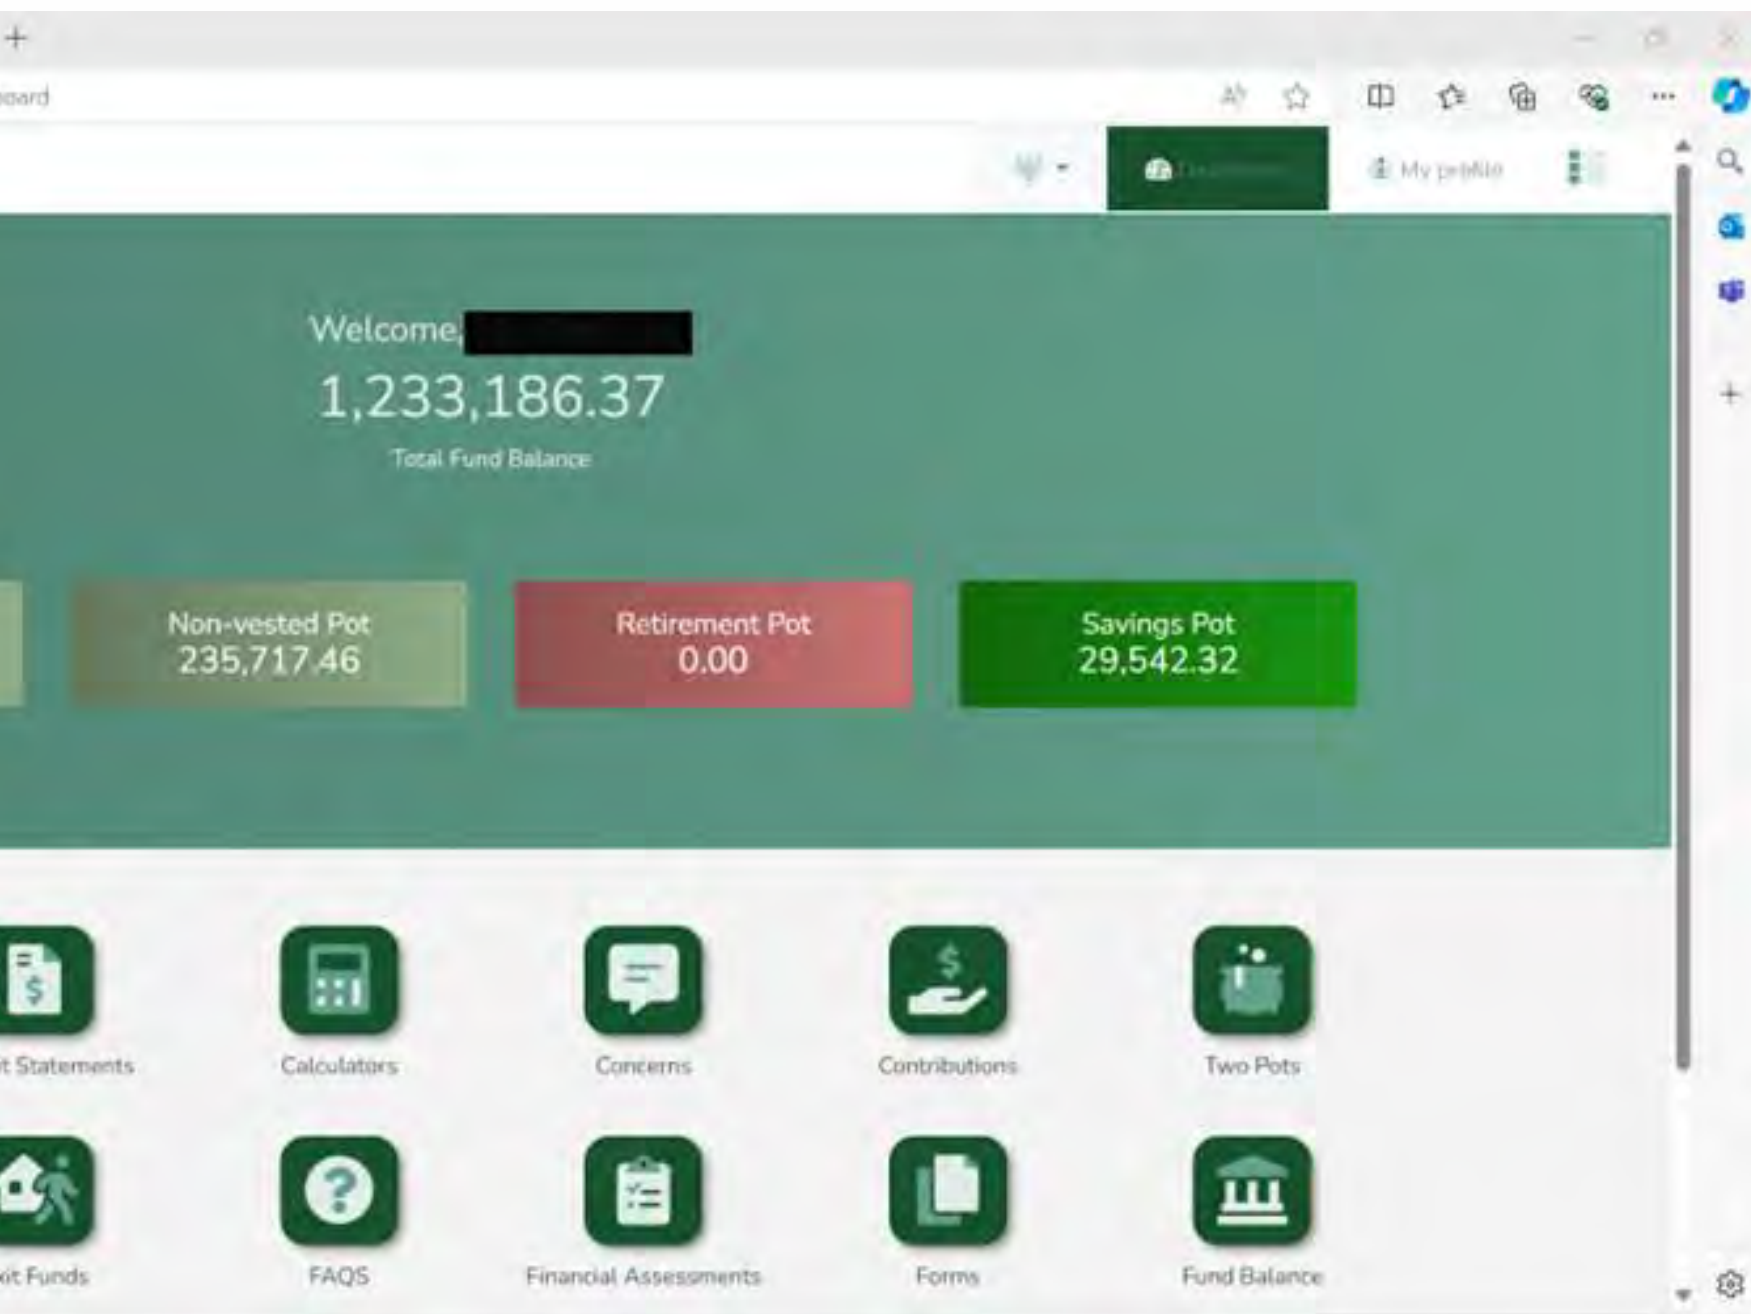 My profile
Welcome,
1,233,186.37
Total Fund Balance
Non-vested Pot
235,717.46
Retirement Pot
0.00
Savings Pot
29,542.32
t Statements
Calculators
Concerns
Contributions
Two Pots
xit Funds
FAQS
Financial Assessments
Forms
Fund Balance